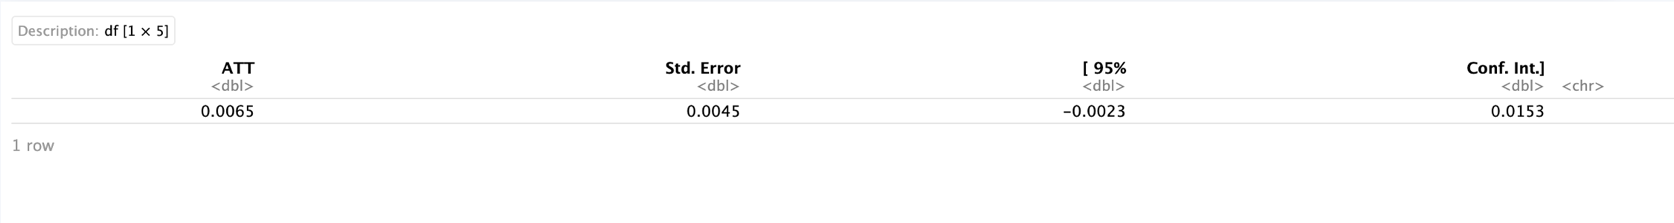 Description: df [1 × 5]
ATT Std. Error [ 95% Conf. Int.]
<dbl> <dbl> <dbl> <dbl> <chr>
0.0065 0.0045 -0.0023 0.0153
1 row